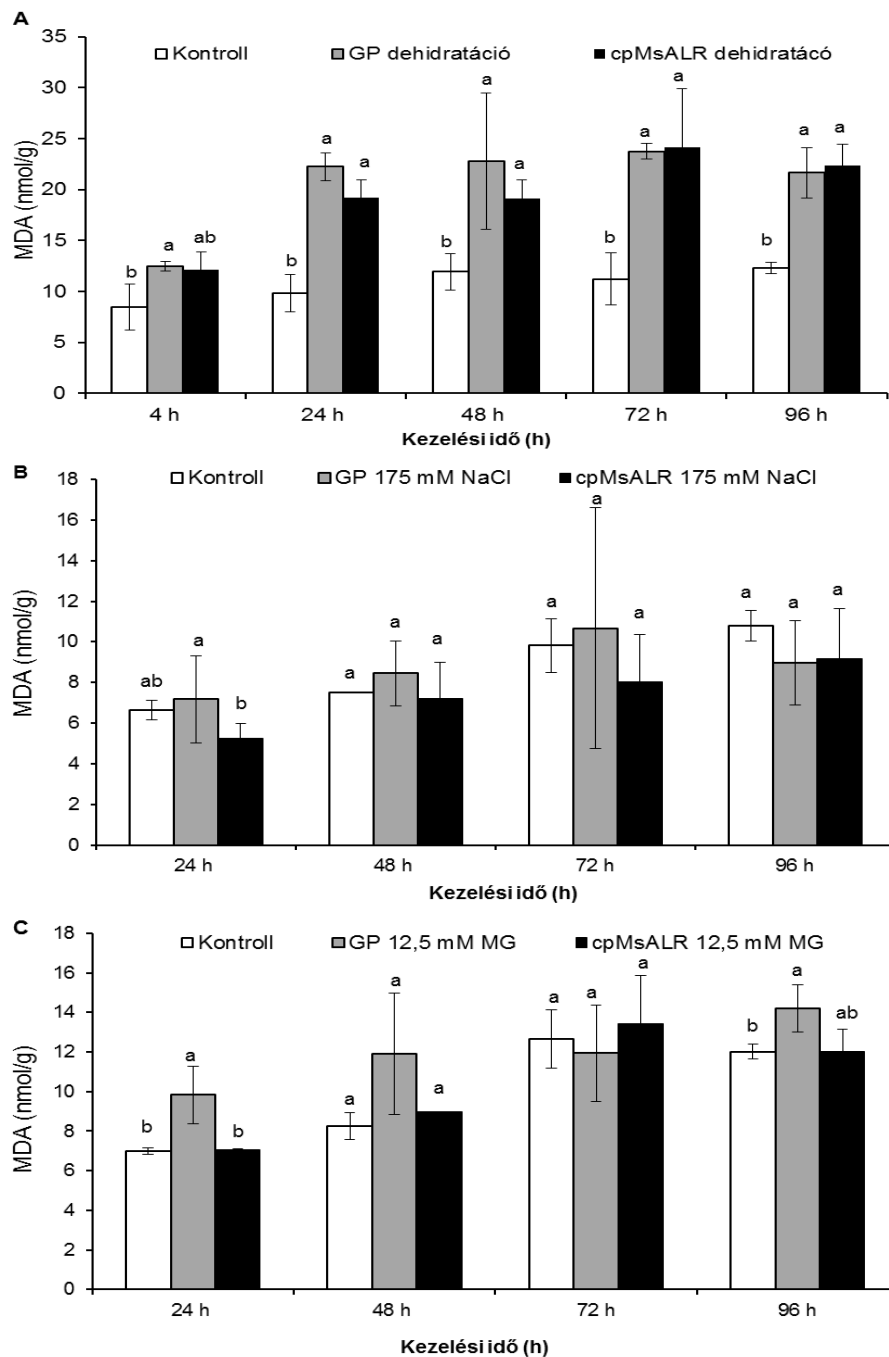 A
Kontroll GP dehidratáció cpMsALR dehidratácó
MDA (nmol/g)
35
30
25
20
15
10
5
0
b a ab
b a a
b a a
b a a
b a a
4 h 24 h 48 h 72 h 96 h
Kezelési idő (h)
B
Kontroll GP 175 mM NaCl cpMsALR 175 mM NaCl
MDA (nmol/g)
18
16
14
12
10
8
6
4
2
0
ab a b
a a a
a a a
a a a
24 h 48 h 72 h 96 h
Kezelési idő (h)
C
Kontroll GP 12,5 mM MG cpMsALR 12,5 mM MG
MDA (nmol/g)
18
16
14
12
10
8
6
4
2
0
b a b
a a a
a a a
b a ab
24 h 48 h 72 h 96 h
Kezelési idő (h)